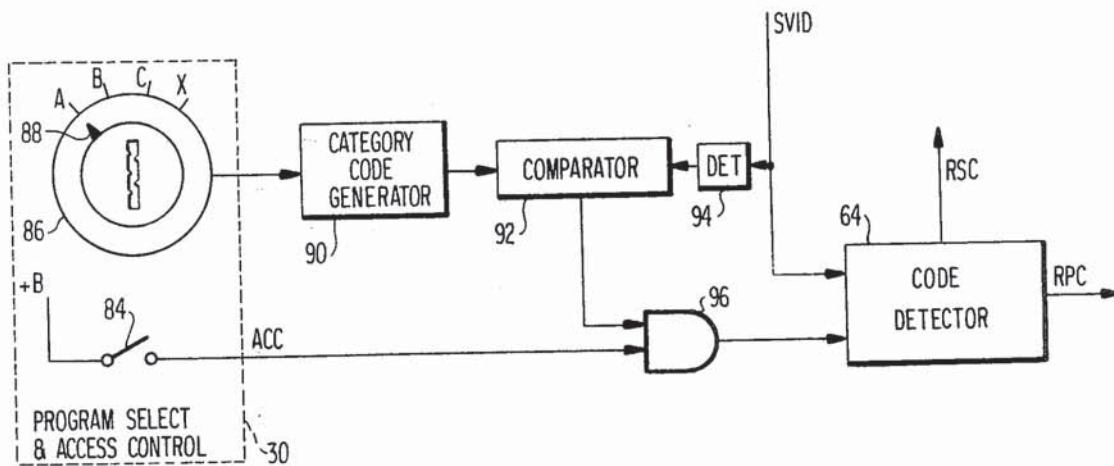 SVID
A B C X
88
86
CATEGORY
CODE
GENERATOR
90
COMPARATOR
92
DET
94
RSC
64
CODE
DETECTOR
RPC
+B
84
ACC
96
PROGRAM SELECT
& ACCESS CONTROL
30